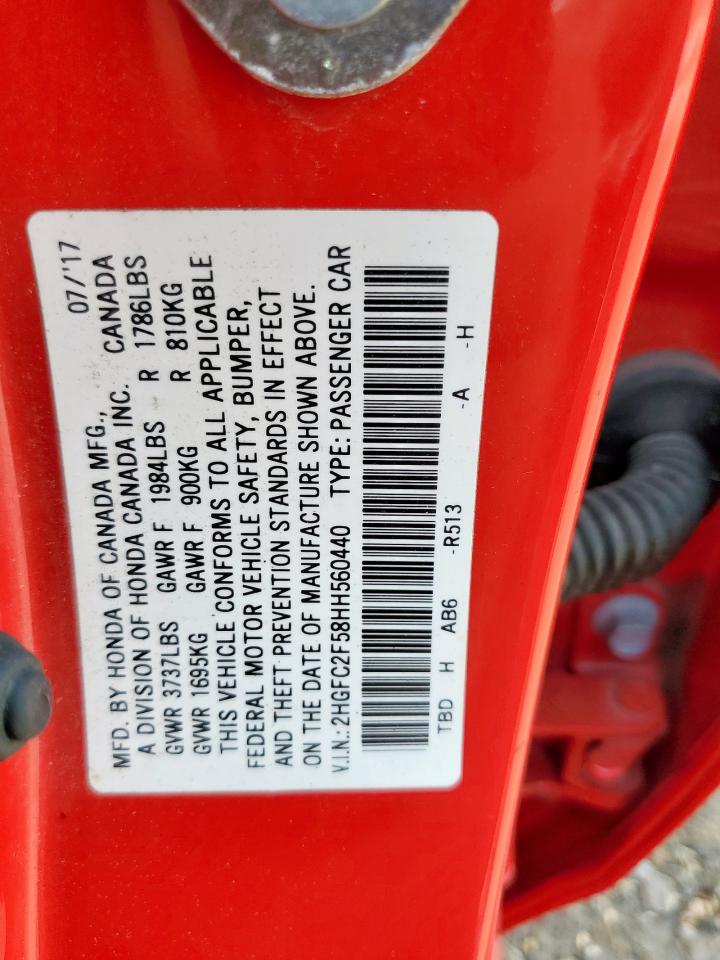 MFD. BY HONDA OF CANADA MFG., 07/'17
A DIVISION OF HONDA CANADA INC. CANADA
GVWR 3737LBS GAWR F 1984LBS R 1786LBS
GVWR 1695KG GAWR F 900KG R 810KG
THIS VEHICLE CONFORMS TO ALL APPLICABLE
FEDERAL MOTOR VEHICLE SAFETY, BUMPER,
AND THEFT PREVENTION STANDARDS IN EFFECT
ON THE DATE OF MANUFACTURE SHOWN ABOVE.
V.I.N.: 2HGFC2F58HH560440 TYPE: PASSENGER CAR
TBD H AB6 -R513 -A -H